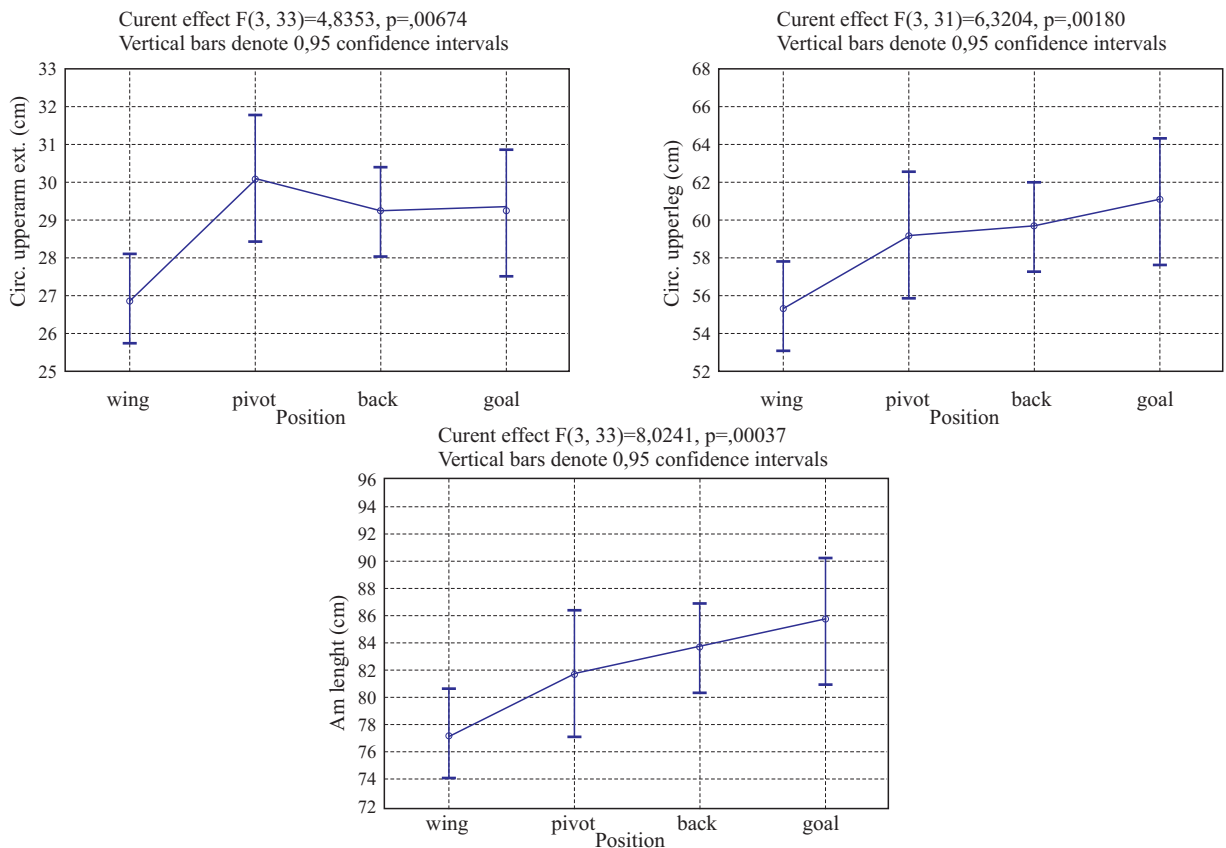 Curent effect F(3, 33)=4,8353, p=,00674
Vertical bars denote 0,95 confidence intervals
33
32
31
30
29
28
27
26
25
Circ. upperarm ext. (cm)
wing pivot back goal
Position
Curent effect F(3, 31)=6,3204, p=,00180
Vertical bars denote 0,95 confidence intervals
68
66
64
62
60
58
56
54
52
Circ. upperleg (cm)
wing pivot back goal
Position
Curent effect F(3, 33)=8,0241, p=,00037
Vertical bars denote 0,95 confidence intervals
96
94
92
90
88
86
84
82
80
78
76
74
72
Am lenght (cm)
wing pivot back goal
Position